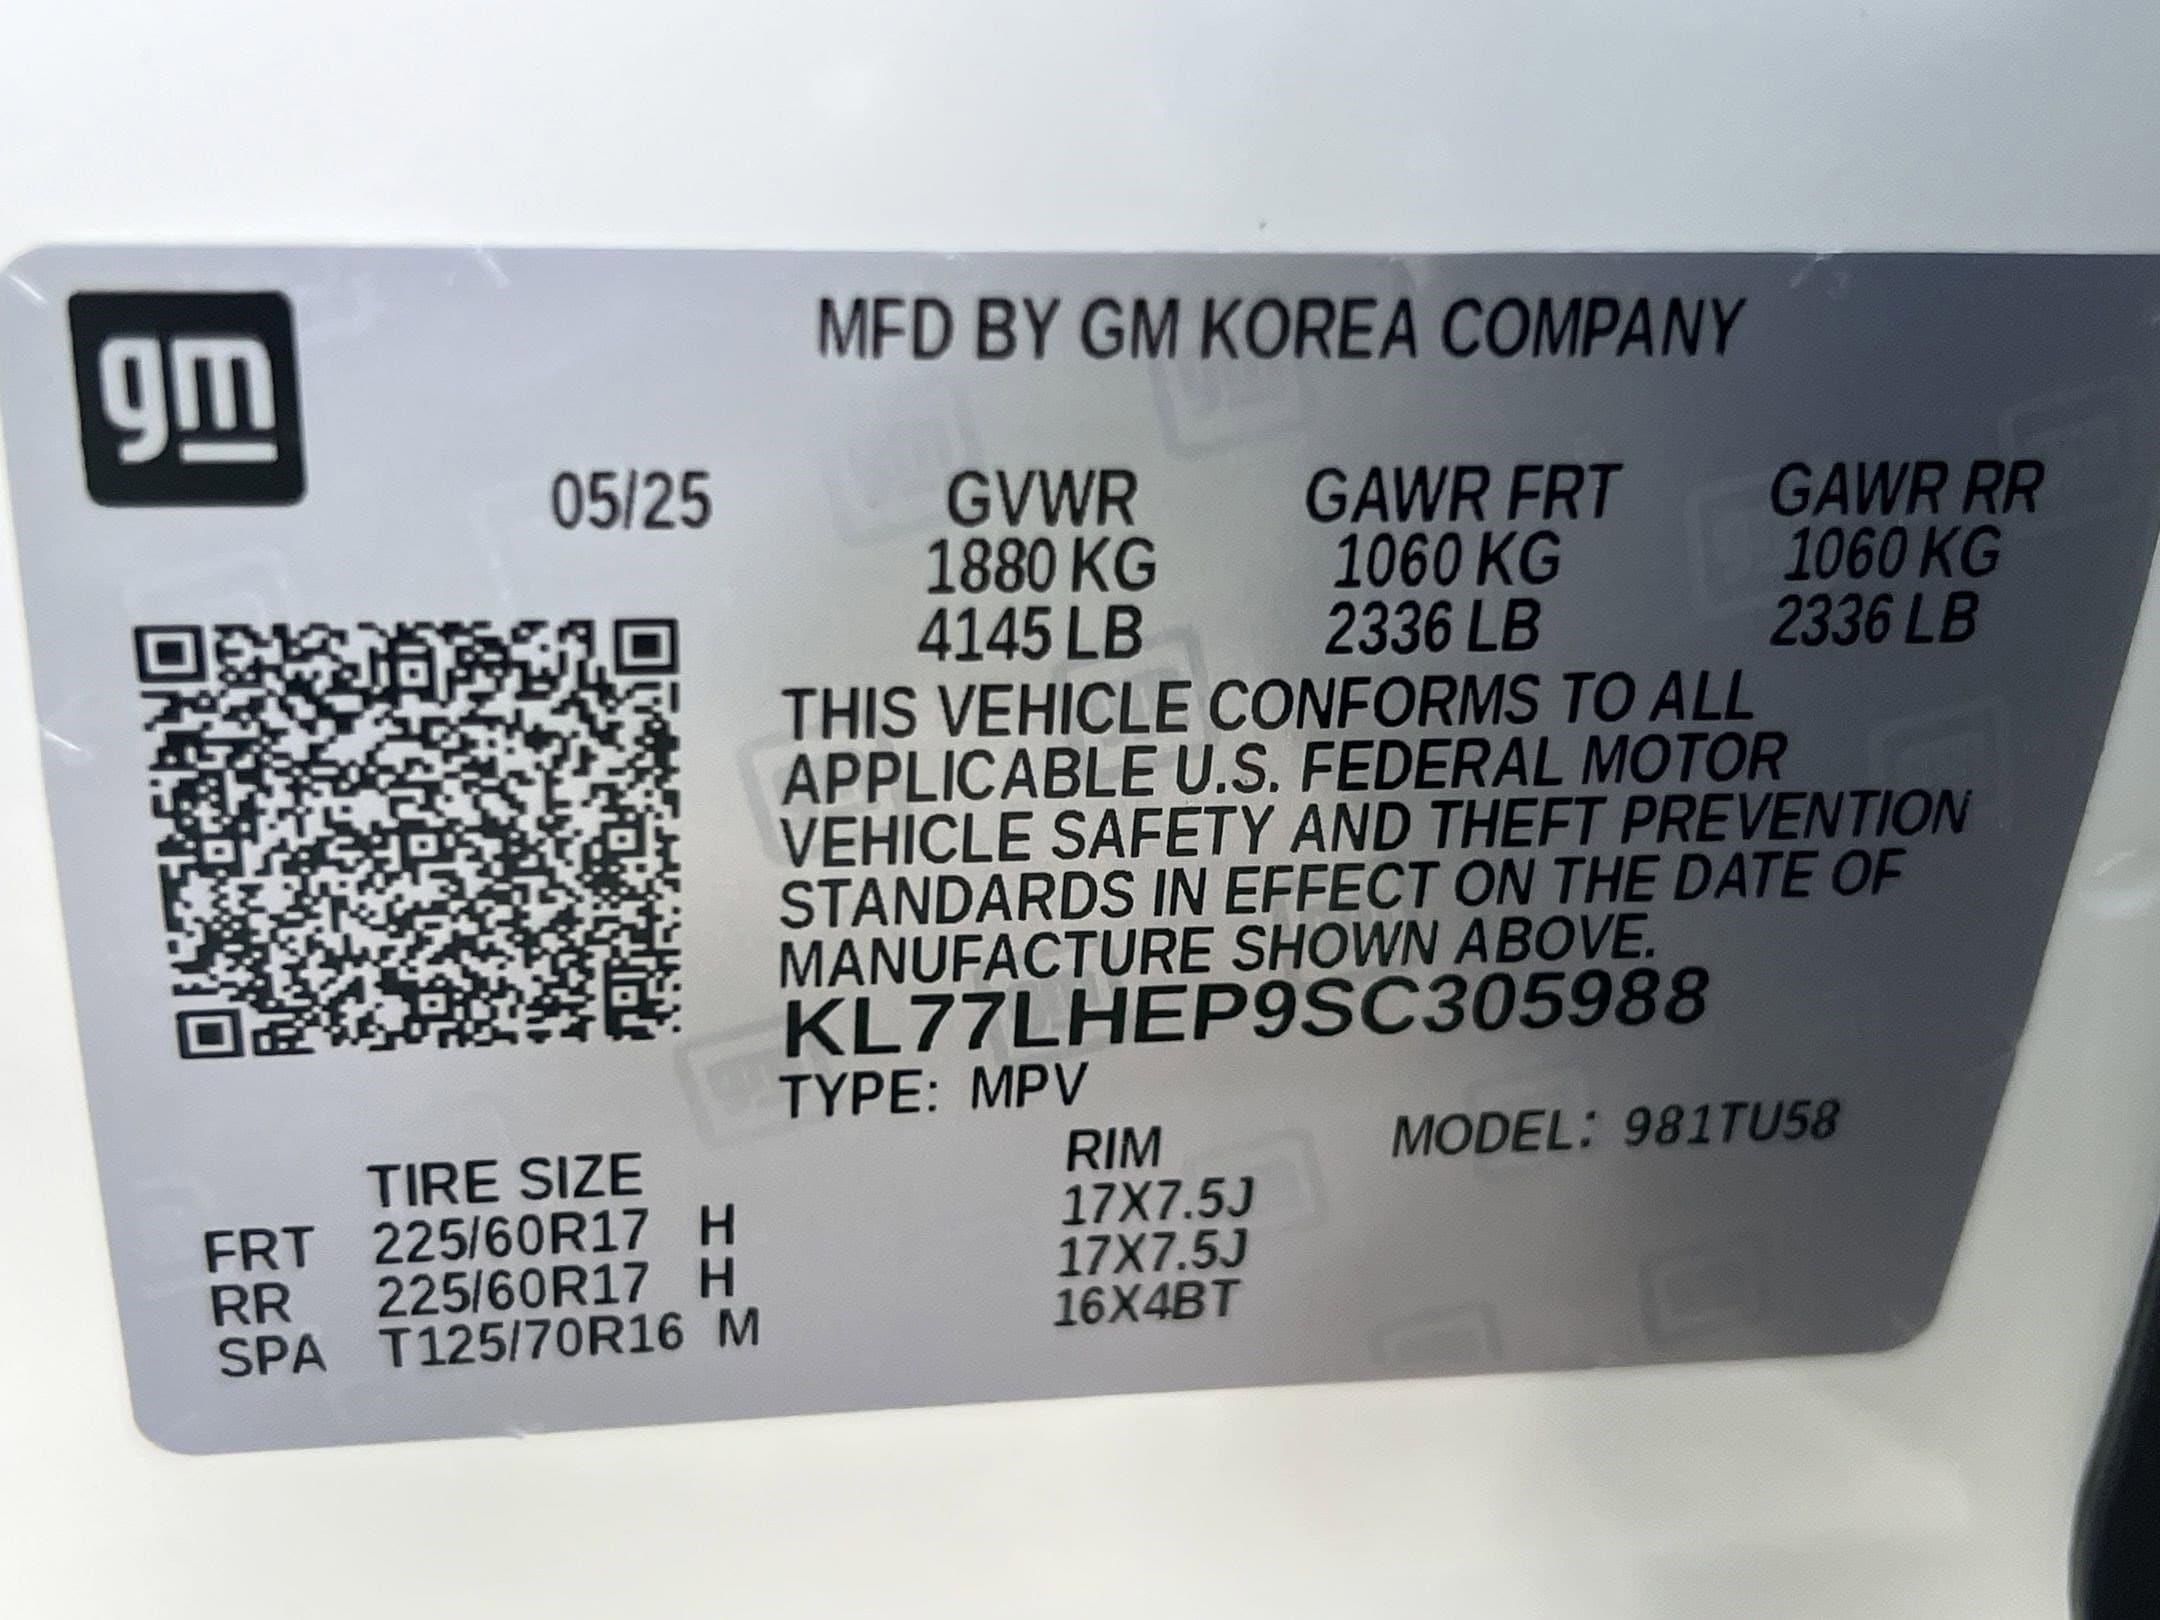 gm
MFD BY GM KOREA COMPANY
05/25 GVWR GAWR FRT GAWR RR
1880 KG 1060 KG 1060 KG
4145 LB 2336 LB 2336 LB
THIS VEHICLE CONFORMS TO ALL
APPLICABLE U.S. FEDERAL MOTOR
VEHICLE SAFETY AND THEFT PREVENTION
STANDARDS IN EFFECT ON THE DATE OF
MANUFACTURE SHOWN ABOVE.
KL77LHEP9SC305988
TYPE: MPV
MODEL: 981TU58
TIRE SIZE RIM
FRT 225/60R17 H 17X7.5J
RR 225/60R17 H 17X7.5J
SPA T125/70R16 M 16X4BT